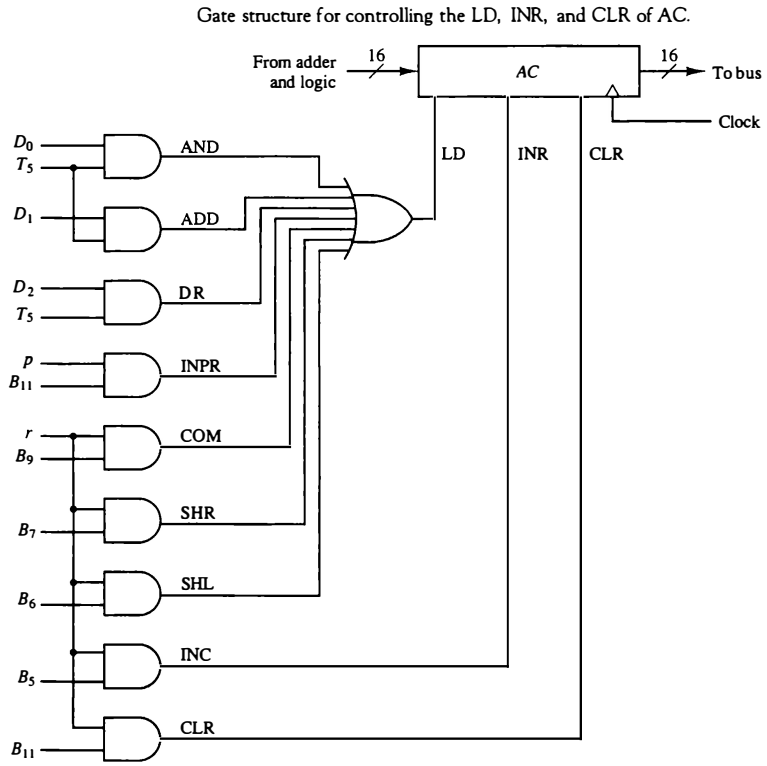 Gate structure for controlling the LD, INR, and CLR of AC.
From adder
and logic
16
AC
16
To bus
Clock
LD
INR
CLR
D₀
T₅
AND
D₁
ADD
D₂
T₅
DR
p
B₁₁
INPR
r
B₉
COM
B₇
SHR
B₆
SHL
B₅
INC
B₁₁
CLR